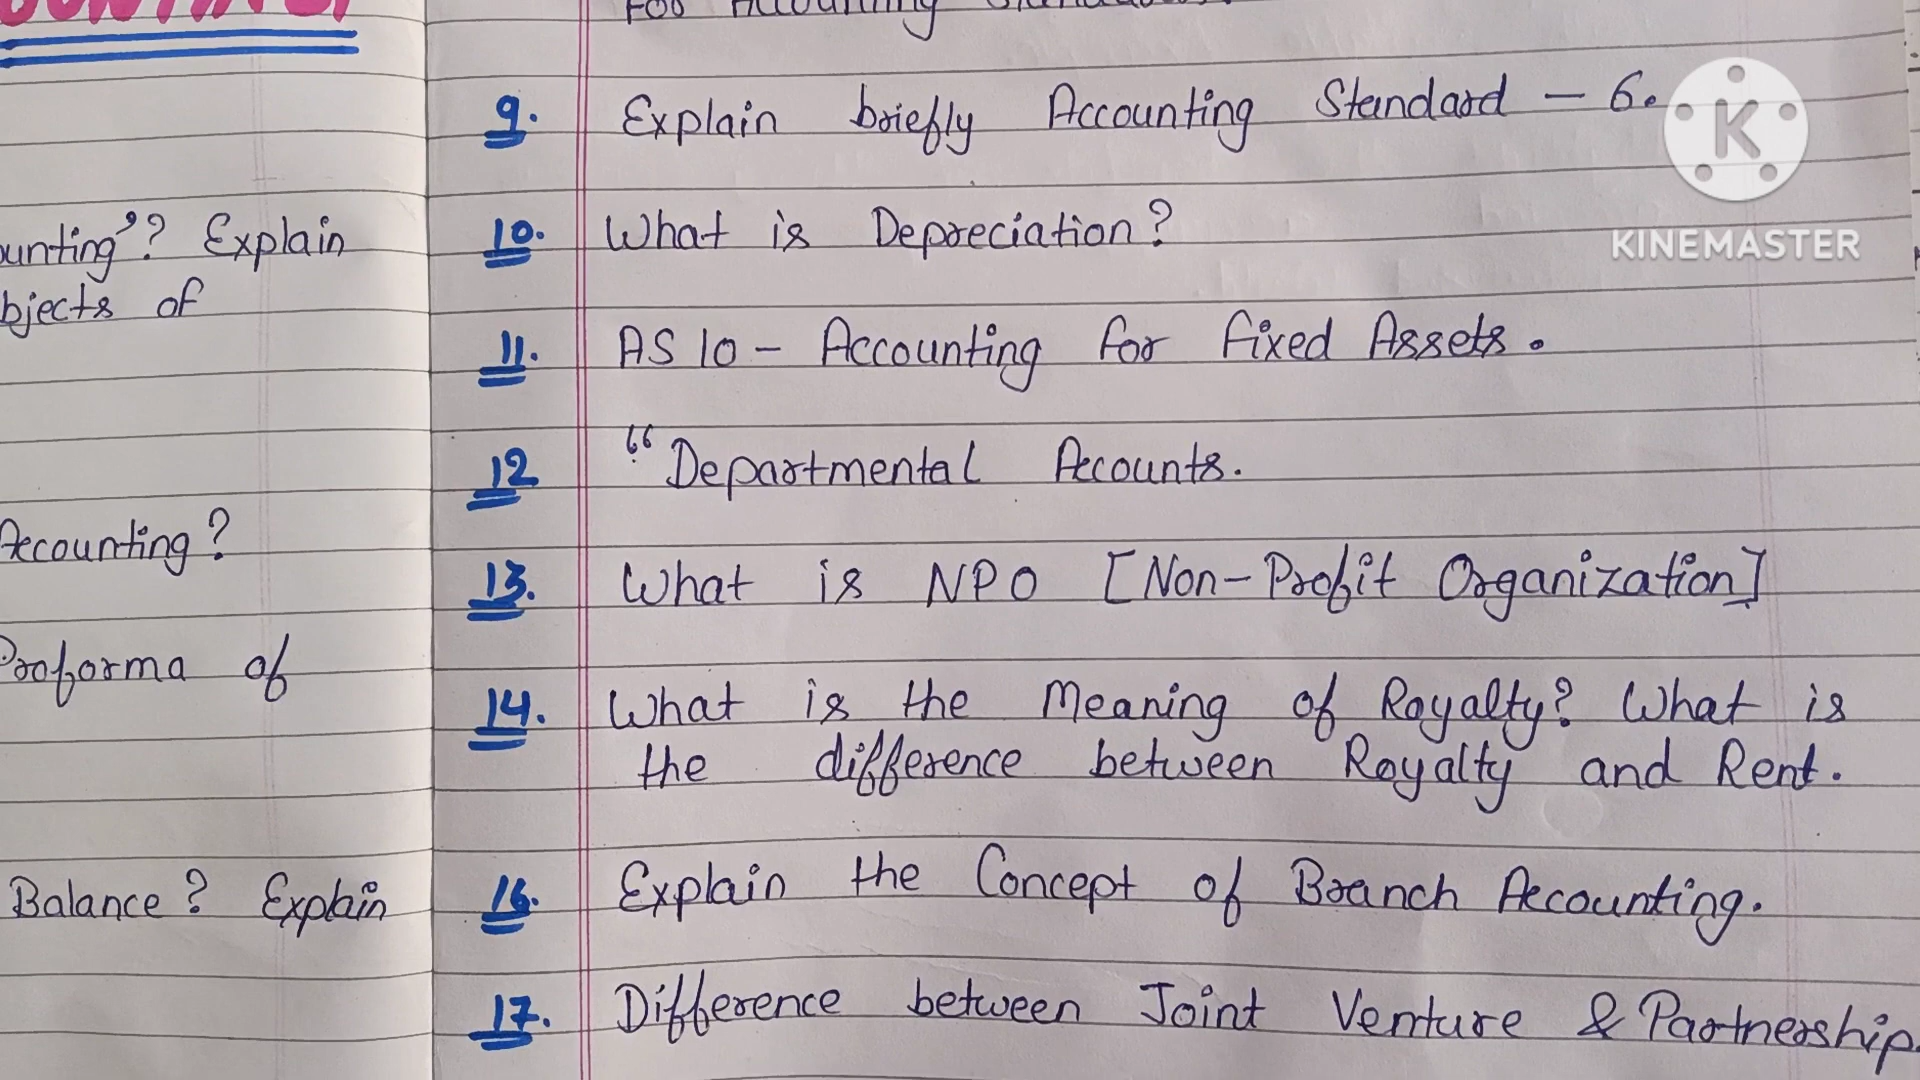 unting'? Explain
bjects of
Accounting?
Proforma of
Balance? Explain
For Accounting
9. Explain briefly Accounting Standard - 6.
10. What is Depreciation?
11. AS 10 - Accounting for fixed Assets.
12 "Departmental Accounts.
13. What is NPO [Non-Profit Organization]
14. What is the Meaning of Royalty? What is
the difference between Royalty and Rent.
16. Explain the Concept of Branch Accounting.
17. Difference between Joint Venture & Partnership.
K
KINEMASTER